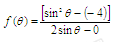 f(θ) = [sin² θ − (− 4)] / 2 sin θ − 0